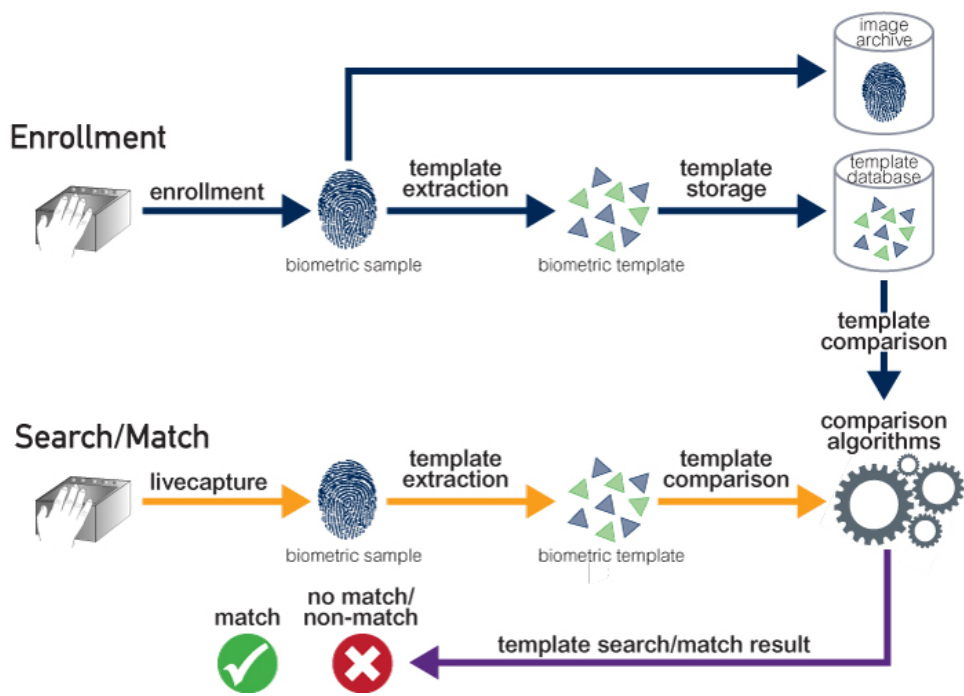 image
archive
Enrollment
enrollment
template
extraction
template
storage
template
database
biometric sample
biometric template
template
comparison
Search/Match
comparison
algorithms
livecapture
template
extraction
template
comparison
biometric sample
biometric template
match
no match/
non-match
template search/match result